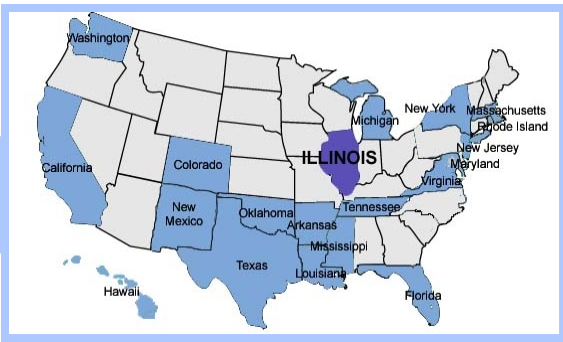 Washington
New York
Massachusetts
Michigan
Rhode Island
New Jersey
ILLINOIS
Maryland
California
Colorado
Virginia
New
Mexico
Oklahoma
Tennessee
Arkansas
Mississippi
Texas
Louisiana
Hawaii
Florida